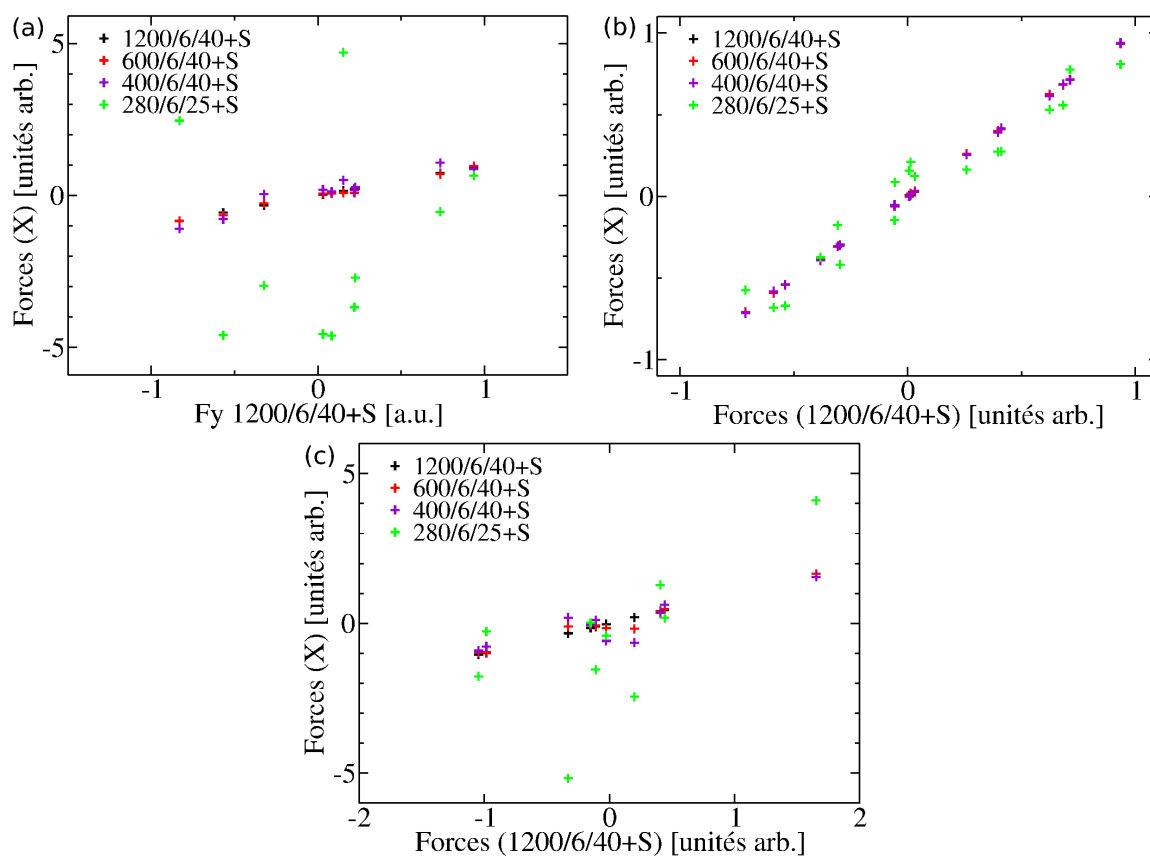 (a)
1200/6/40+S
600/6/40+S
400/6/40+S
280/6/25+S
5
0
-5
-1
0
1
Forces (X) [unités arb.]
Fy 1200/6/40+S [a.u.]
(b)
1200/6/40+S
600/6/40+S
400/6/40+S
280/6/25+S
1
0
-1
-1
0
1
Forces (X) [unités arb.]
Forces (1200/6/40+S) [unités arb.]
(c)
1200/6/40+S
600/6/40+S
400/6/40+S
280/6/25+S
5
0
-5
-2
-1
0
1
2
Forces (X) [unités arb.]
Forces (1200/6/40+S) [unités arb.]